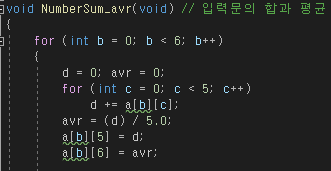 void NumberSum_avr(void) // 입력문의 합과 평균
{
for (int b = 0; b < 6; b++)
{
d = 0; avr = 0;
for (int c = 0; c < 5; c++)
d += a[b][c];
avr = (d) / 5.0;
a[b][5] = d;
a[b][6] = avr;